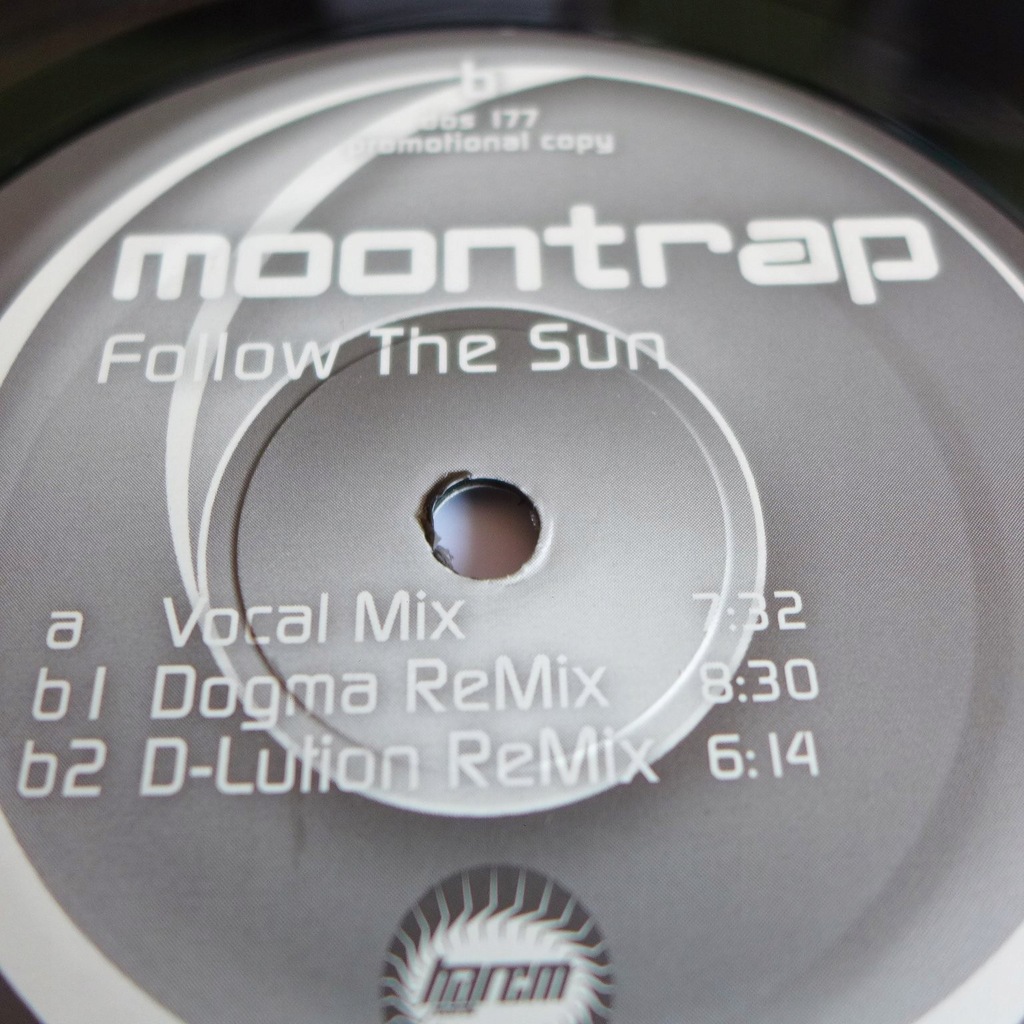 b
177
promotional copy
moontrap
Follow The Sun
a Vocal Mix 7:32
b1 Dogma ReMix 8:30
b2 D-Lution ReMix 6:14
harem